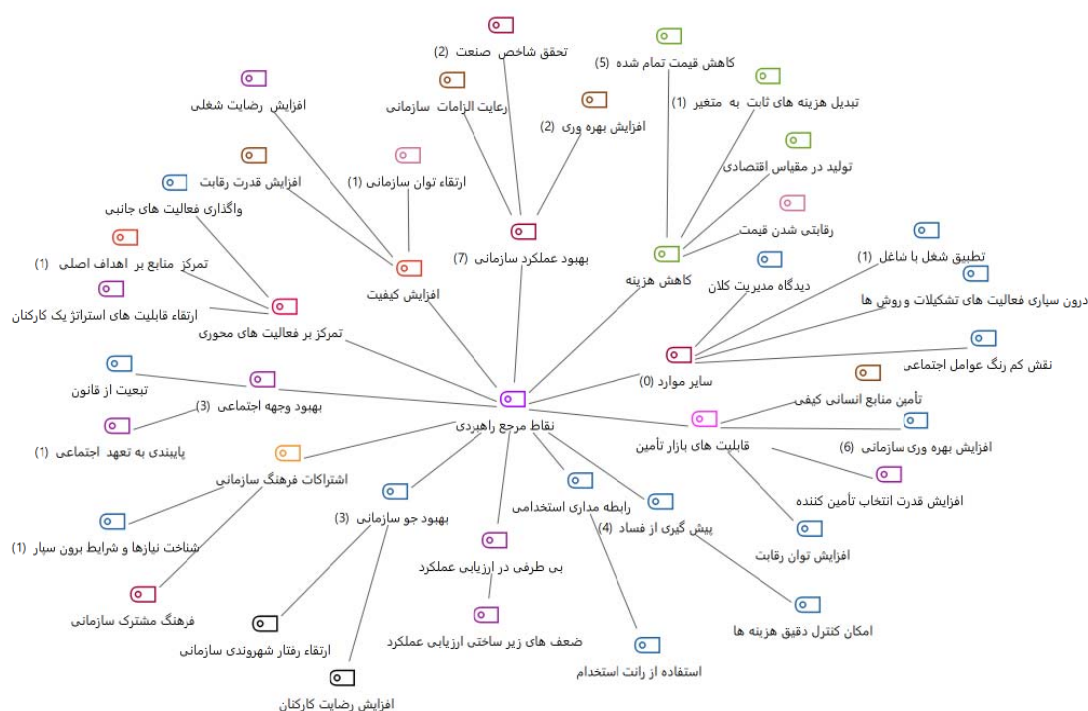 تحقق شاخص صنعت (2)
کاهش قیمت تمام شده (5)
افزایش رضایت شغلی
رعایت الزامات سازمانی
تبدیل هزینه های ثابت به متغیر (1)
افزایش بهره وری (2)
تولید در مقیاس اقتصادی
افزایش قدرت رقابت
ارتقاء توان سازمانی (1)
واگذاری فعالیت های جانبی
رقابتی شدن قیمت
تطبیق شغل با شاغل (1)
بهبود عملکرد سازمانی (7)
تمرکز منابع بر اهداف اصلی (1)
کاهش هزینه
دیدگاه مدیریت کلان
افزایش کیفیت
درون سپاری فعالیت های تشکیلات و روش ها
ارتقاء قابلیت های استراتژ یک کارکنان
تمرکز بر فعالیت های محوری
نقش کم رنگ عوامل اجتماعی
سایر موارد (0)
تبعیت از قانون
تأمین منابع انسانی کیفی
بهبود وجهه اجتماعی (3)
نقاط مرجع راهبردی
قابلیت های بازار تأمین
افزایش بهره وری سازمانی (6)
پایبندی به تعهد اجتماعی (1)
اشتراکات فرهنگ سازمانی
افزایش قدرت انتخاب تأمین کننده
رابطه مداری استخدامی
بهبود جو سازمانی (3)
پیش گیری از فساد (4)
شناخت نیازها و شرایط برون سپار (1)
افزایش توان رقابت
بی طرفی در ارزیابی عملکرد
فرهنگ مشترک سازمانی
امکان کنترل دقیق هزینه ها
ضعف های زیر ساختی ارزیابی عملکرد
ارتقاء رفتار شهروندی سازمانی
استفاده از رانت استخدام
افزایش رضایت کارکنان